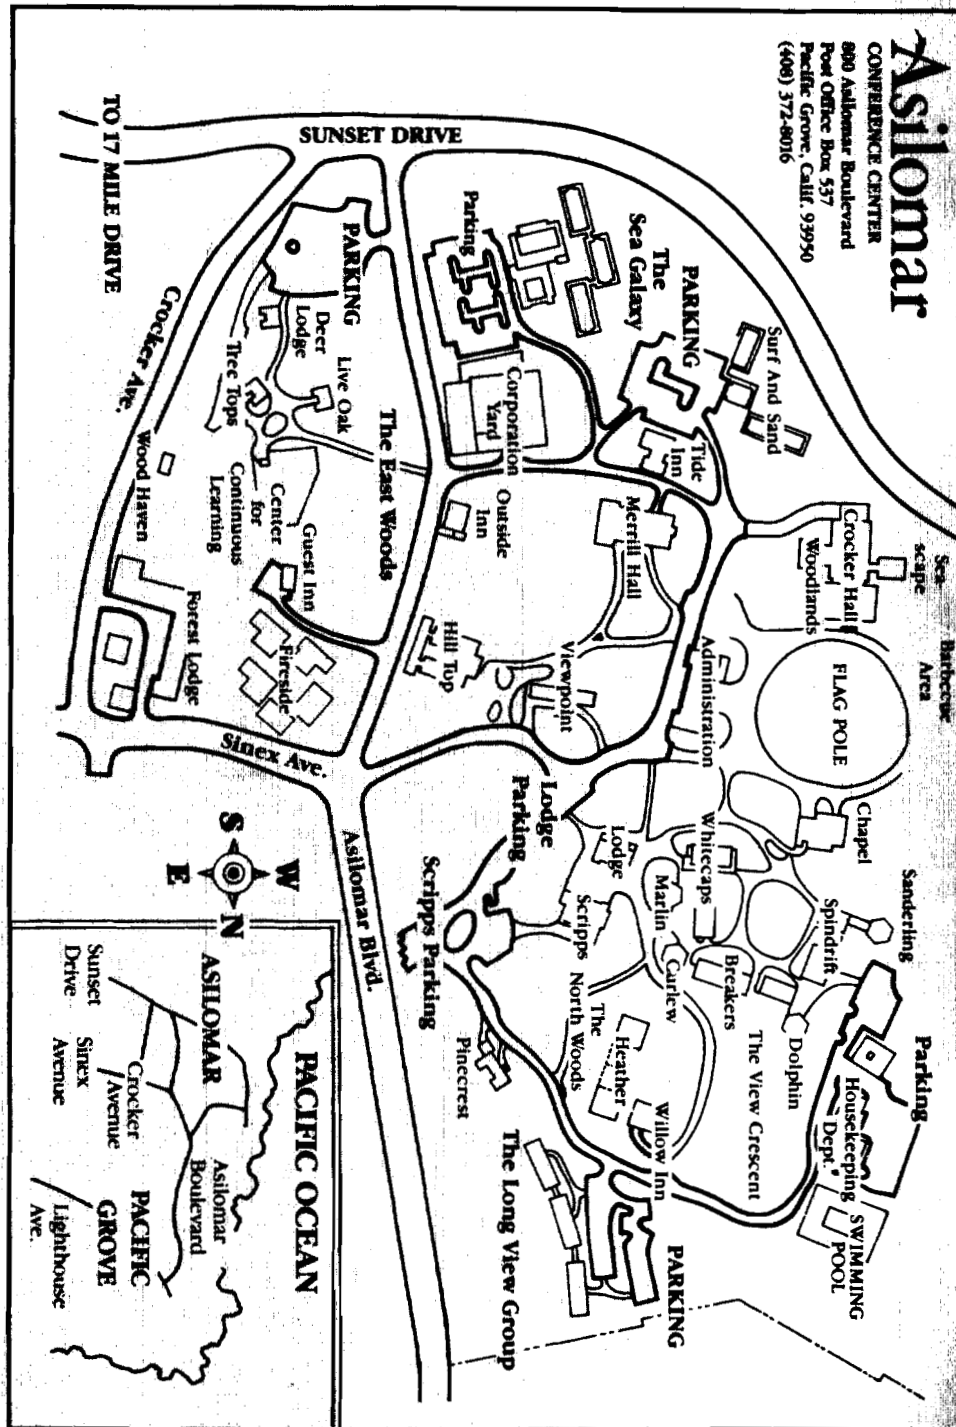 Asilomar
CONFERENCE CENTER
800 Asilomar Boulevard
Post Office Box 537
Pacific Grove, Calif. 93950
(408) 372-8016
Sea-
scape
Barbecue
Area
Sanderling
Parking
Crocker Hall
Woodlands
FLAG POLE
Chapel
Spindrift
Dolphin
Housekeeping
Dept.
SWIMMING
POOL
Surf And Sand
PARKING
The
Sea Galaxy
Tide
Inn
Administration
Whitecaps
Breakers
The View Crescent
Merrill Hall
Viewpoint
Lodge
Marlin
Curlew
Scripps
The
North Woods
Heather
Willow Inn
PARKING
Parking
Corporation
Yard
Outside
Inn
Hill Top
Lodge
Parking
Scripps Parking
Pinecrest
The Long View Group
SUNSET DRIVE
PARKING
The East Woods
Deer
Lodge
Live Oak
Tree Tops
Center
for
Continuous
Learning
Guest Inn
Fireside
Asilomar Blvd.
Sinex Ave.
Forest Lodge
Wood Haven
Crocker Ave.
TO 17 MILE DRIVE
W
S
N
E
PACIFIC OCEAN
ASILOMAR
Asilomar
Boulevard
Sunset
Drive
Crocker
Avenue
Sinex
Avenue
PACIFIC
GROVE
Lighthouse
Ave.